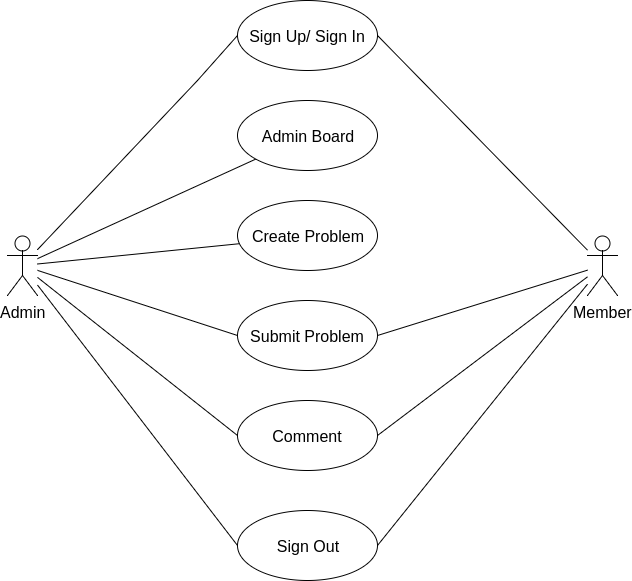 Sign Up/ Sign In
Admin Board
Create Problem
Admin
Member
Submit Problem
Comment
Sign Out